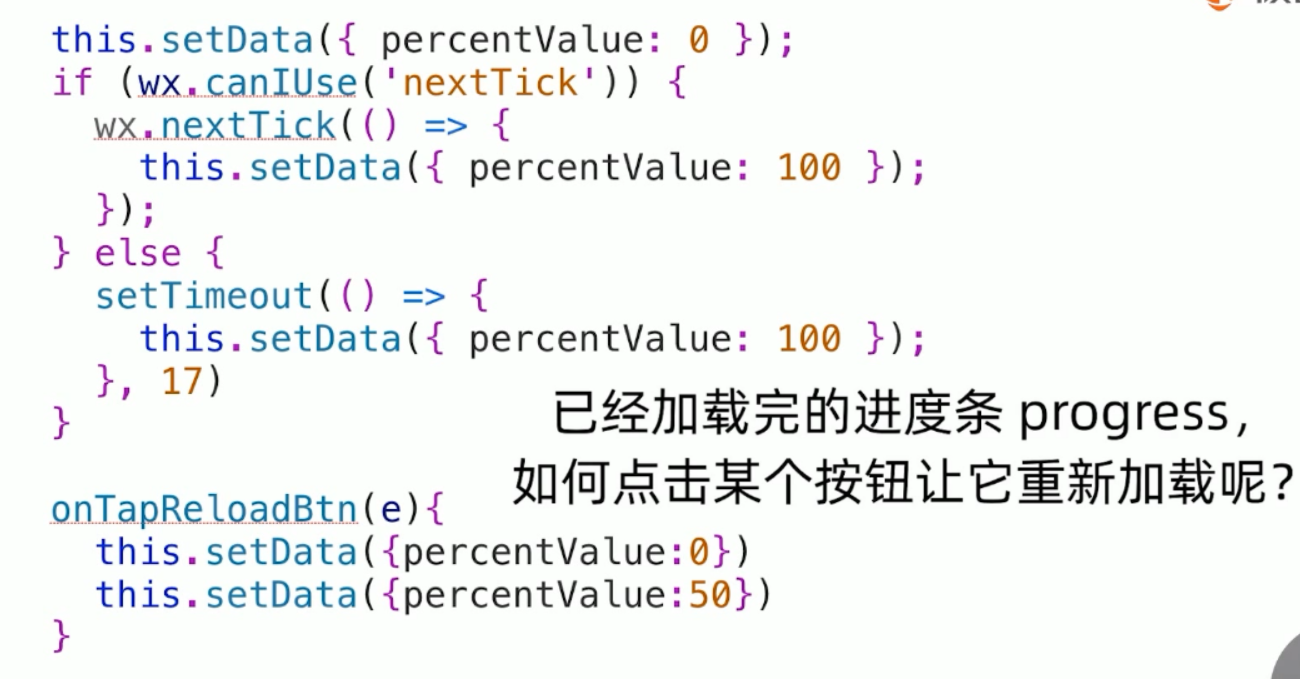 this.setData({ percentValue: 0 });
if (wx.canIUse('nextTick')) {
  wx.nextTick(() => {
    this.setData({ percentValue: 100 });
  });
} else {
  setTimeout(() => {
    this.setData({ percentValue: 100 });
  }, 17)
}
已经加载完的进度条 progress,
如何点击某个按钮让它重新加载呢?
onTapReloadBtn(e){
  this.setData({percentValue:0})
  this.setData({percentValue:50})
}